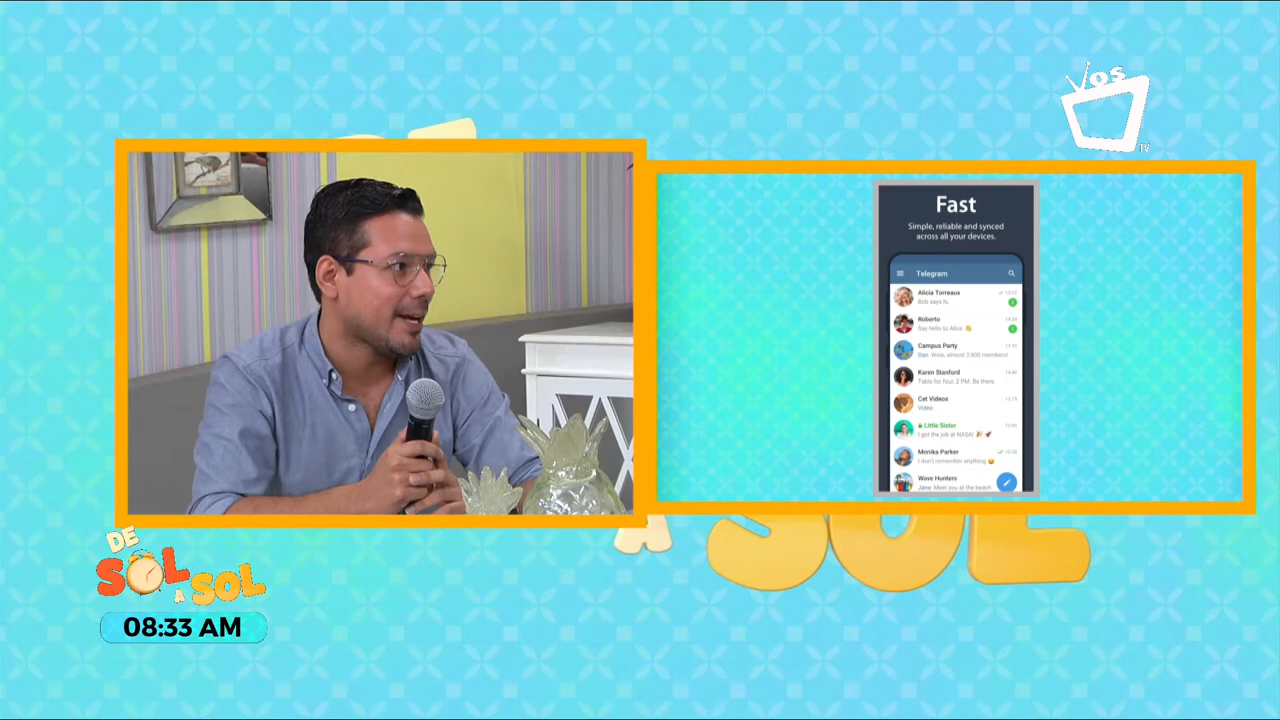 Vos
TV
Fast
Simple, reliable and synced
across all your devices.
Telegram
Alicia Torreaux
Bob says hi.
Roberto
Say hello to Alice.
Campus Party
Ben: Wow, almost 2,500 members!
Karen Stanford
Table for four, 2 PM. Be there.
Cat Videos
Video
Little Sister
I got the job at NASA!
Monika Parker
I don't remember anything
Wave Hunters
Jane: Meet you at the beach
A SOL
DE
SOL
A SOL
08:33 AM